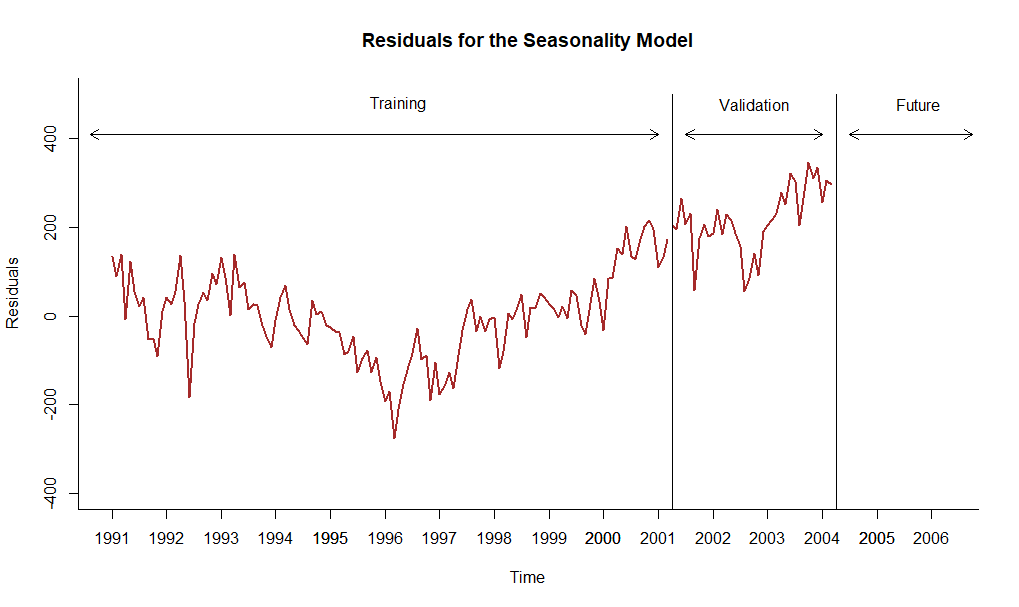 Residuals for the Seasonality Model
Training
Validation
Future
Residuals
400
200
0
-200
-400
1991 1992 1993 1994 1995 1996 1997 1998 1999 2000 2001 2002 2003 2004 2005 2006
Time